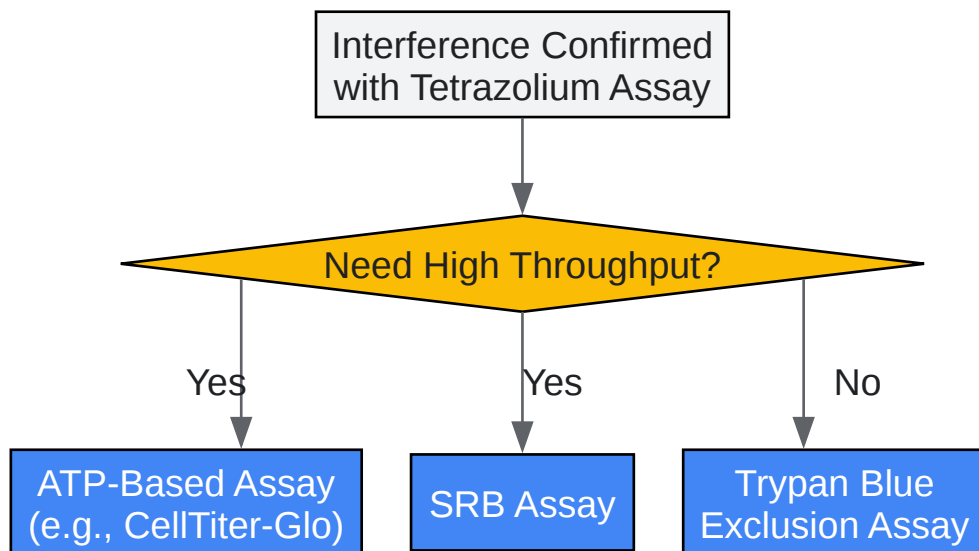 Interference Confirmed
with Tetrazolium Assay
Need High Throughput?
Yes
Yes
No
ATP-Based Assay
(e.g., CellTiter-Glo)
SRB Assay
Trypan Blue
Exclusion Assay